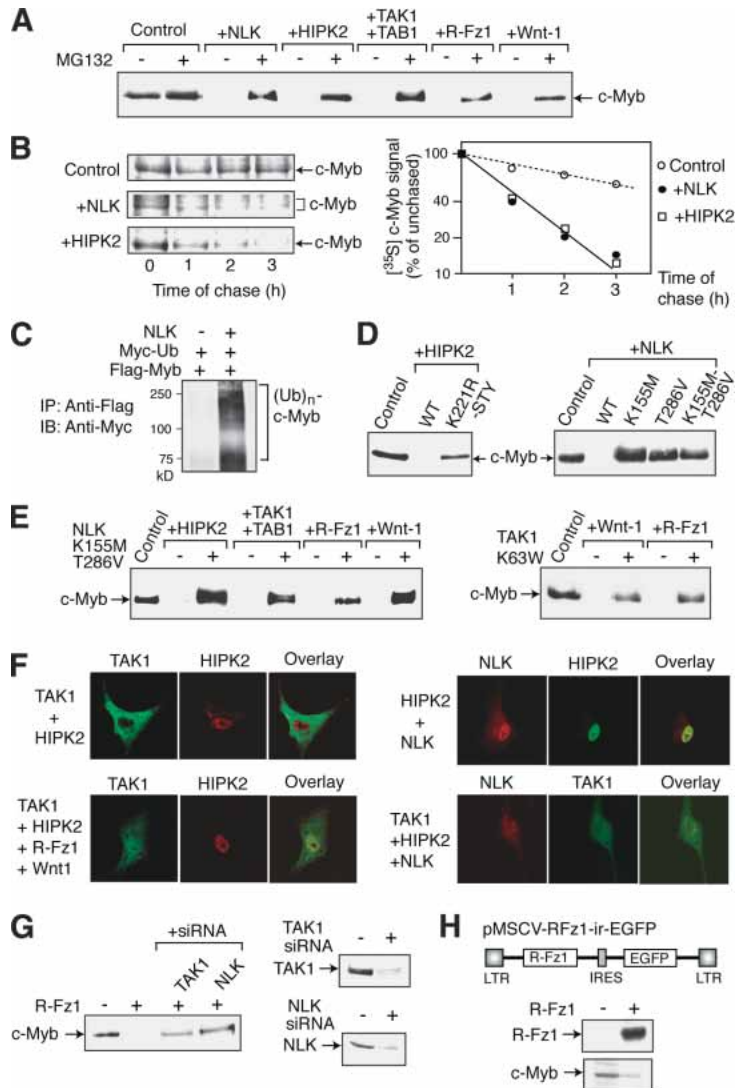 A
Control +NLK +HIPK2 +TAK1 +TAB1 +R-Fz1 +Wnt-1
MG132 - + - + - + - + - + - +
c-Myb
B
Control c-Myb
+NLK c-Myb
+HIPK2 c-Myb
0 1 2 3
Time of chase (h)
[35S] c-Myb signal
(% of unchased)
100
40
20
10
1 2 3
Time of
chase (h)
Control
+NLK
+HIPK2
C
NLK - +
Myc-Ub + +
Flag-Myb + +
IP: Anti-Flag
IB: Anti-Myc
250
100
75
kD
(Ub)n-
c-Myb
D
+HIPK2
Control WT K221R
-STY
c-Myb
+NLK
Control WT K155M T286V K155M-
T286V
E
NLK
K155M
T286V
Control +HIPK2 +TAK1 +TAB1 +R-Fz1 +Wnt-1
- + - + - + - +
c-Myb
TAK1
K63W
Control +Wnt-1 +R-Fz1
- + - +
c-Myb
F
TAK1 HIPK2 Overlay
TAK1
+
HIPK2
NLK HIPK2 Overlay
HIPK2
+
NLK
TAK1 HIPK2 Overlay
TAK1
+ HIPK2
+ R-Fz1
+ Wnt1
NLK TAK1 Overlay
TAK1
+HIPK2
+NLK
G
+siRNA
TAK1 NLK
R-Fz1 - + + +
c-Myb
TAK1
siRNA - +
TAK1
NLK
siRNA - +
NLK
H
pMSCV-RFz1-ir-EGFP
R-Fz1 EGFP
LTR IRES LTR
R-Fz1 - +
R-Fz1
c-Myb